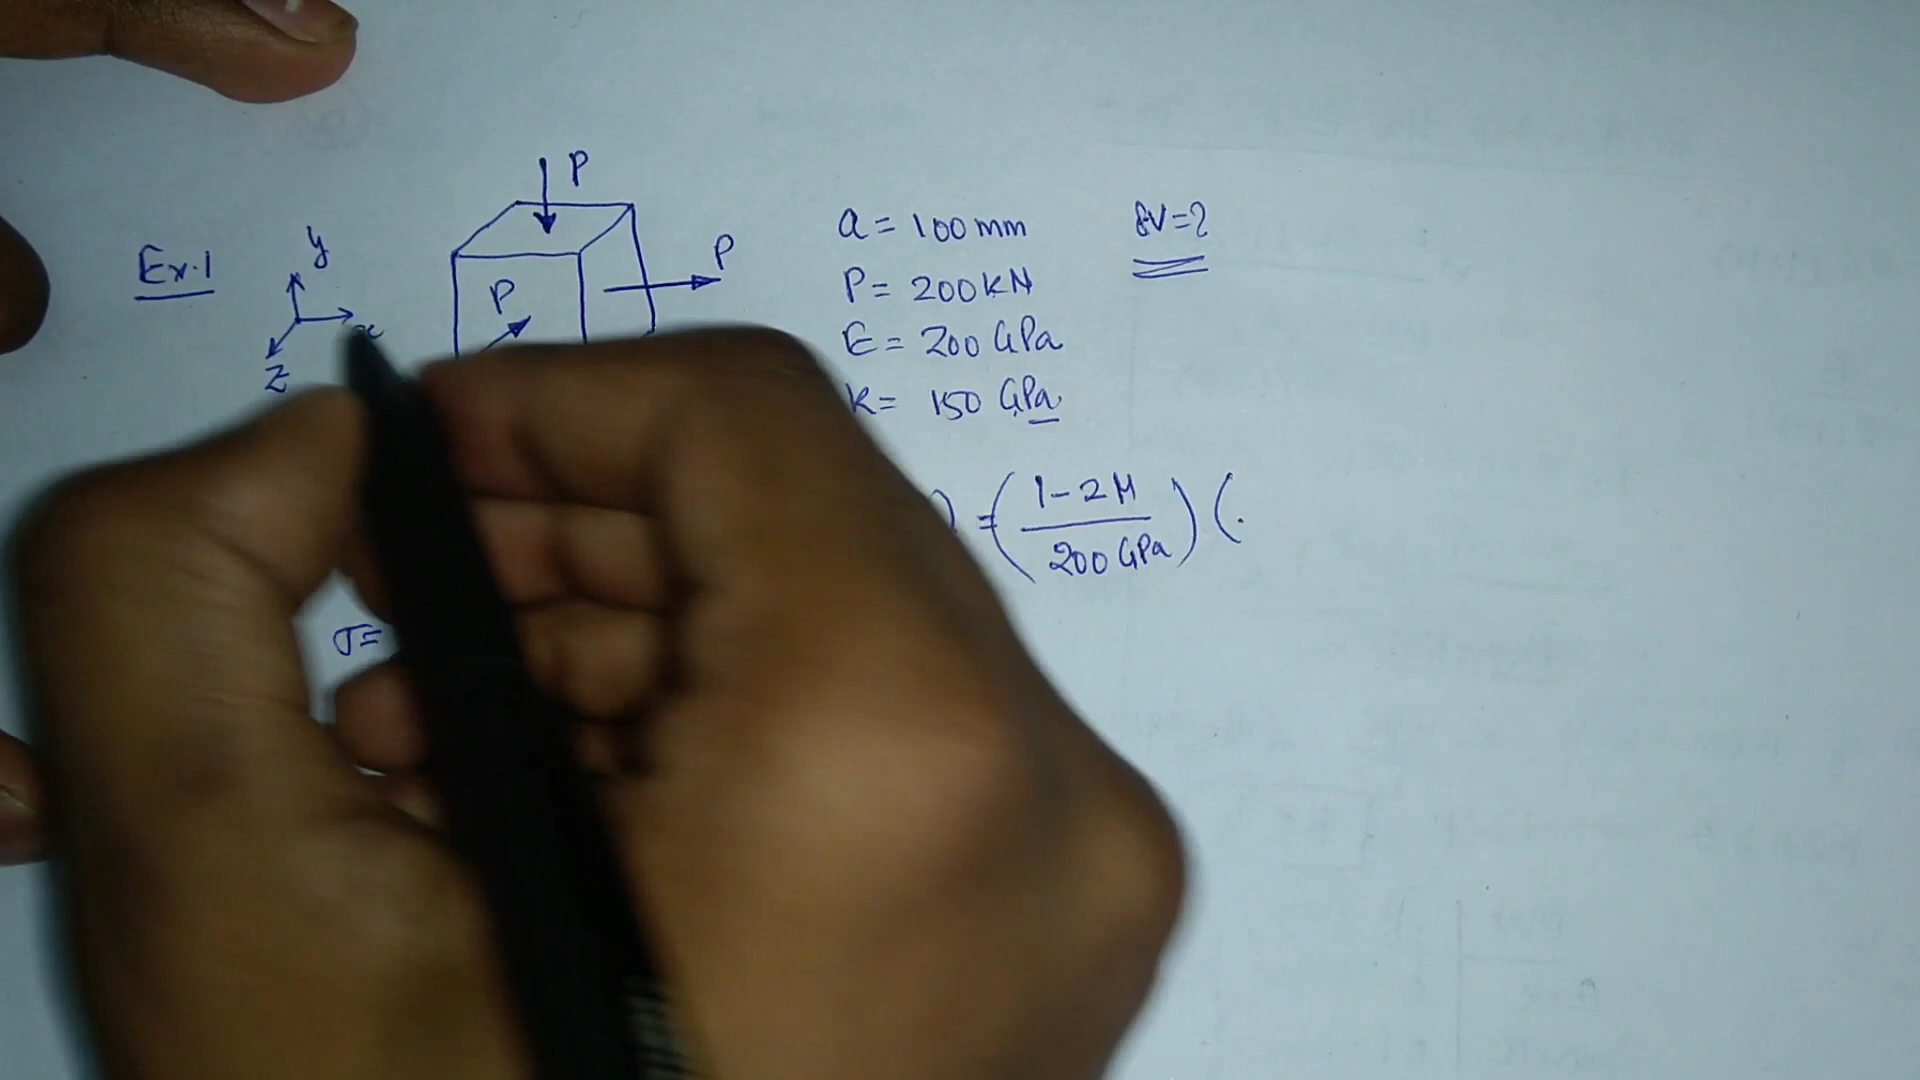 P
Ex.1
y
x
z
P
P
a = 100 mm
P = 200 kN
E = 200 GPa
K = 150 GPa
δV = ?
) = (1 - 2μ / 200 GPa) (.
σ =